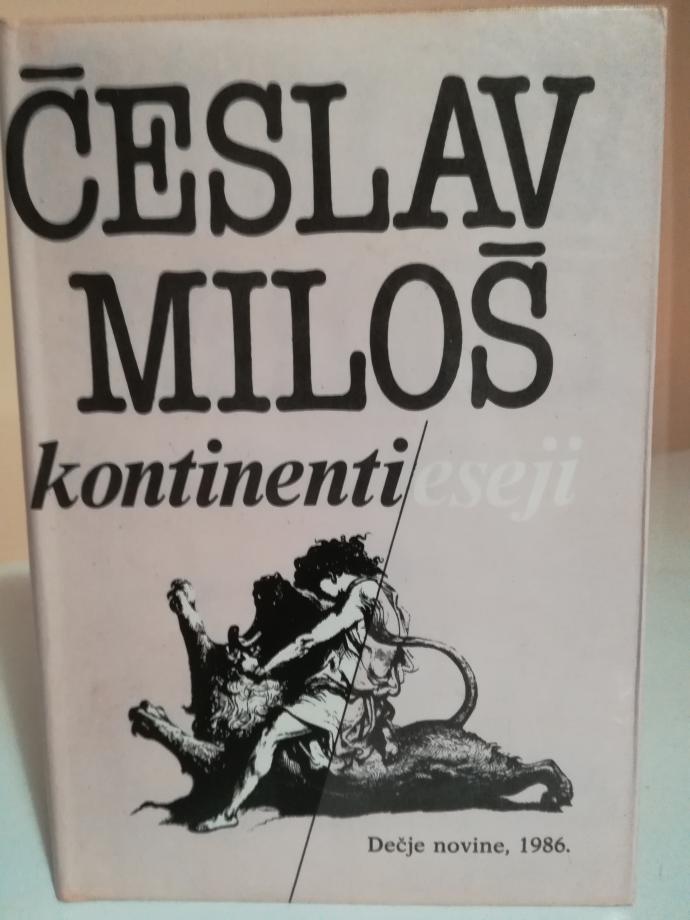 ČESLAV
MILOŠ
kontinenti eseji
Dečje novine, 1986.